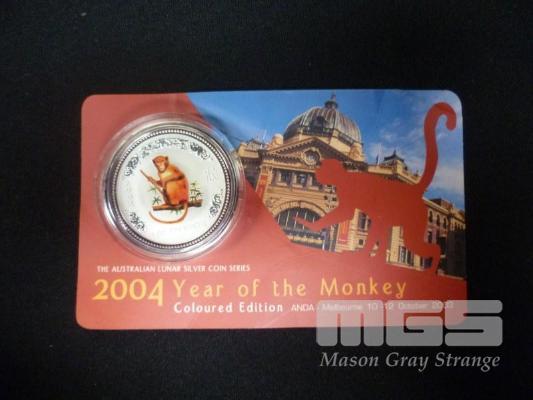 THE AUSTRALIAN LUNAR SILVER COIN SERIES
2004 Year of the Monkey
Coloured Edition ANDA - Melbourne 10 - 12 October 2003
MGS
Mason Gray Strange